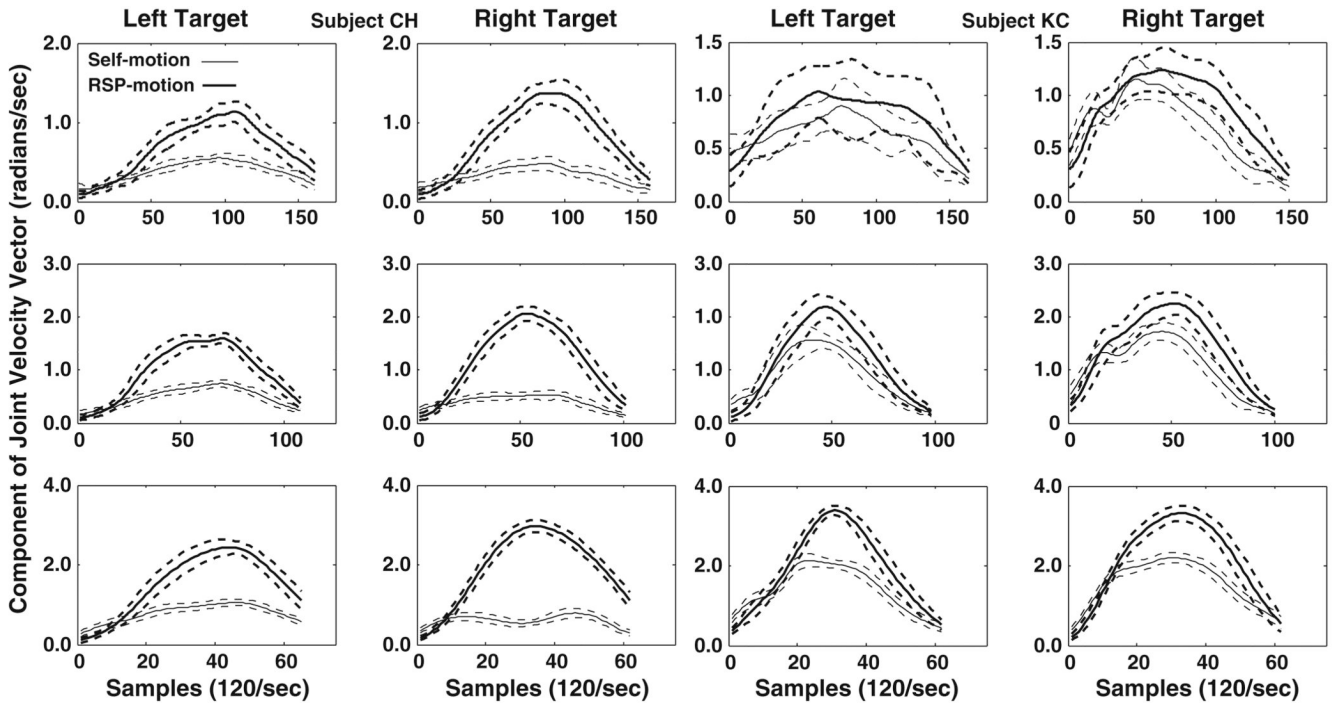 Left Target Subject CH Right Target Left Target Subject KC Right Target
Component of Joint Velocity Vector (radians/sec)
Self-motion
RSP-motion
2.0 2.0 1.5 1.5
1.0 1.0
1.0 1.0
0.5 0.5
0.0 0.0 0.0 0.0
0 50 100 150 0 50 100 150 0 50 100 150 0 50 100 150
3.0 3.0 3.0 3.0
2.0 2.0 1.0 2.0
1.0 1.0 1.0 1.0
0.0 0.0 0.0 0.0
0 50 100 0 50 100 0 50 100 0 50 100
4.0 4.0 4.0 4.0
2.0 2.0 2.0 2.0
0.0 0.0 0.0 0.0
0 20 40 60 0 20 40 60 0 20 40 60 0 20 40 60
Samples (120/sec) Samples (120/sec) Samples (120/sec) Samples (120/sec)